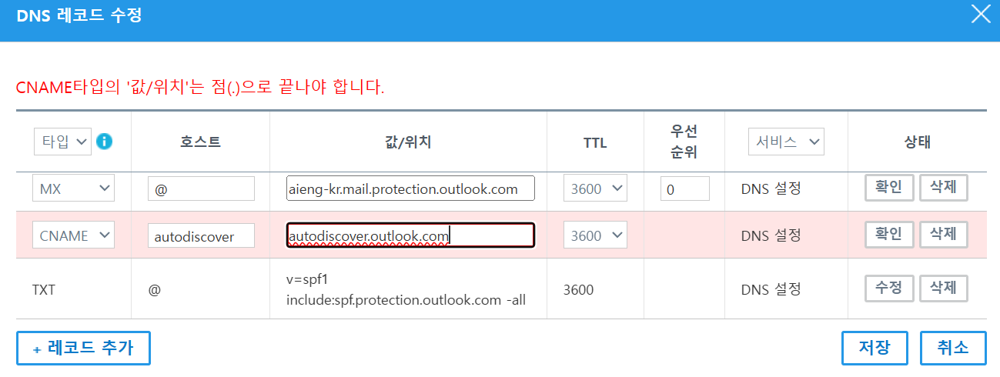 DNS 레코드 수정
CNAME타입의 '값/위치'는 점(.)으로 끝나야 합니다.
타입 호스트 값/위치 TTL 우선 순위 서비스 상태
MX @ aieng-kr.mail.protection.outlook.com 3600 0 DNS 설정 확인 삭제
CNAME autodiscover autodiscover.outlook.com 3600 DNS 설정 확인 삭제
TXT @ v=spf1 include:spf.protection.outlook.com -all 3600 DNS 설정 수정 삭제
+ 레코드 추가 저장 취소